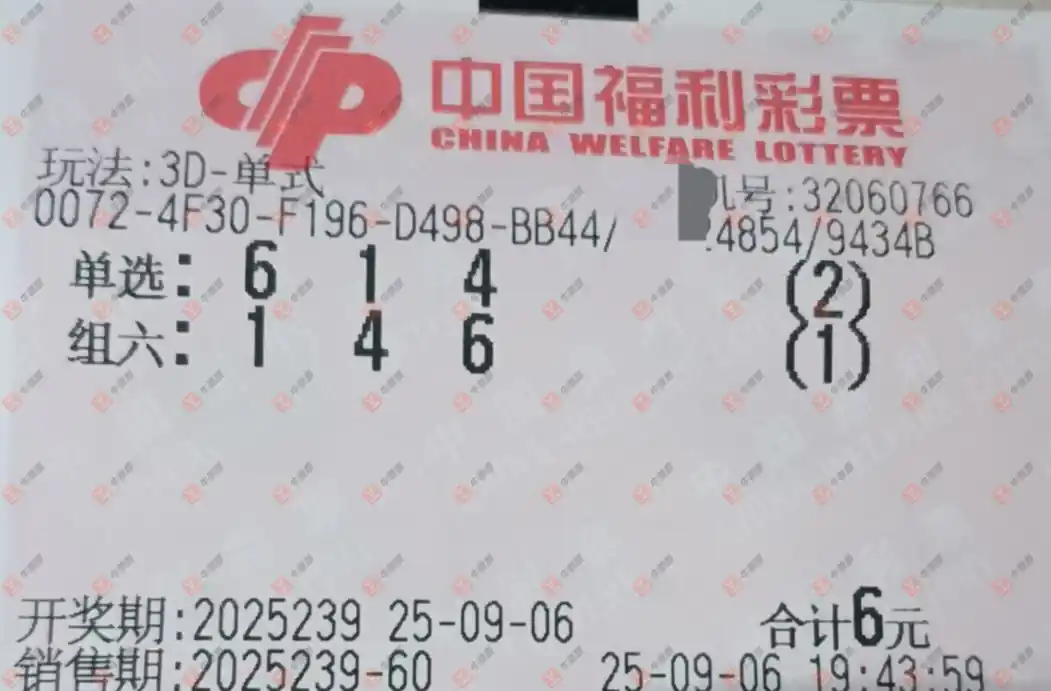 中国福利彩票
CHINA WELFARE LOTTERY
玩法:3D-单式 机号:32060766
0072-4F30-F196-D498-BB44/ 4854/9434B
单选: 6 1 4 (2)
组六: 1 4 6 (1)
开奖期:2025239 25-09-06 合计6元
销售期:2025239-60 25-09-06 19:43:59